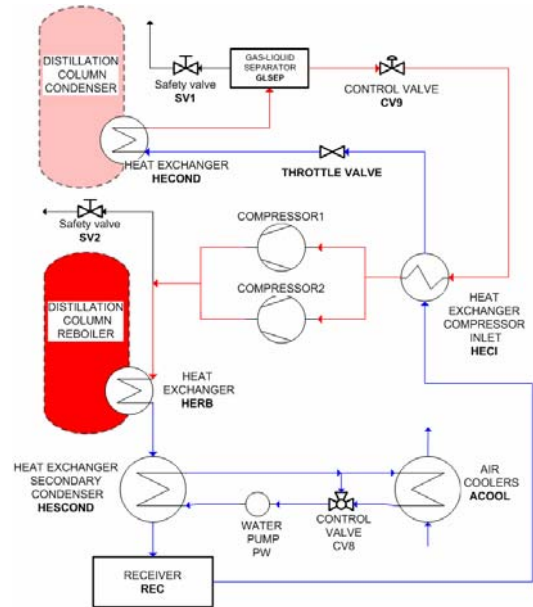 DISTILLATION
COLUMN
CONDENSER
Safety valve
SV1
GAS-LIQUID
SEPARATOR
GLSEP
CONTROL VALVE
CV9
HEAT EXCHANGER
HECOND
THROTTLE VALVE
Safety valve
SV2
COMPRESSOR1
COMPRESSOR2
DISTILLATION
COLUMN
REBOILER
HEAT
EXCHANGER
HERB
HEAT
EXCHANGER
COMPRESSOR
INLET
HECI
HEAT EXCHANGER
SECONDARY
CONDENSER
HESCOND
WATER
PUMP
PW
CONTROL
VALVE
CV8
AIR
COOLERS
ACOOL
RECEIVER
REC